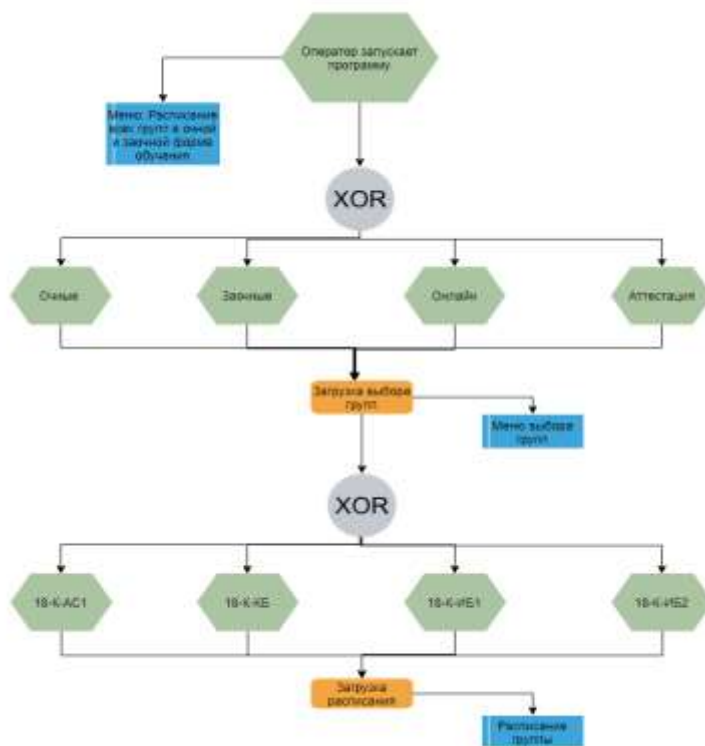 Оператор запускает
программу
Меню: Расписание
всех групп в очной
и заочной форме
обучения
XOR
Очные
Заочные
Онлайн
Аттестация
Загрузка выбора
групп
Меню выбора
групп
XOR
18-К-АС1
18-К-КБ
18-К-ИБ1
18-К-ИБ2
Загрузка
расписания
Расписание
группы